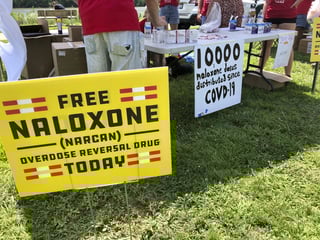 FREE
NALOXONE
(NARCAN)
OVERDOSE REVERSAL DRUG
TODAY
10000
naloxone doses
distributed since
COVID-19